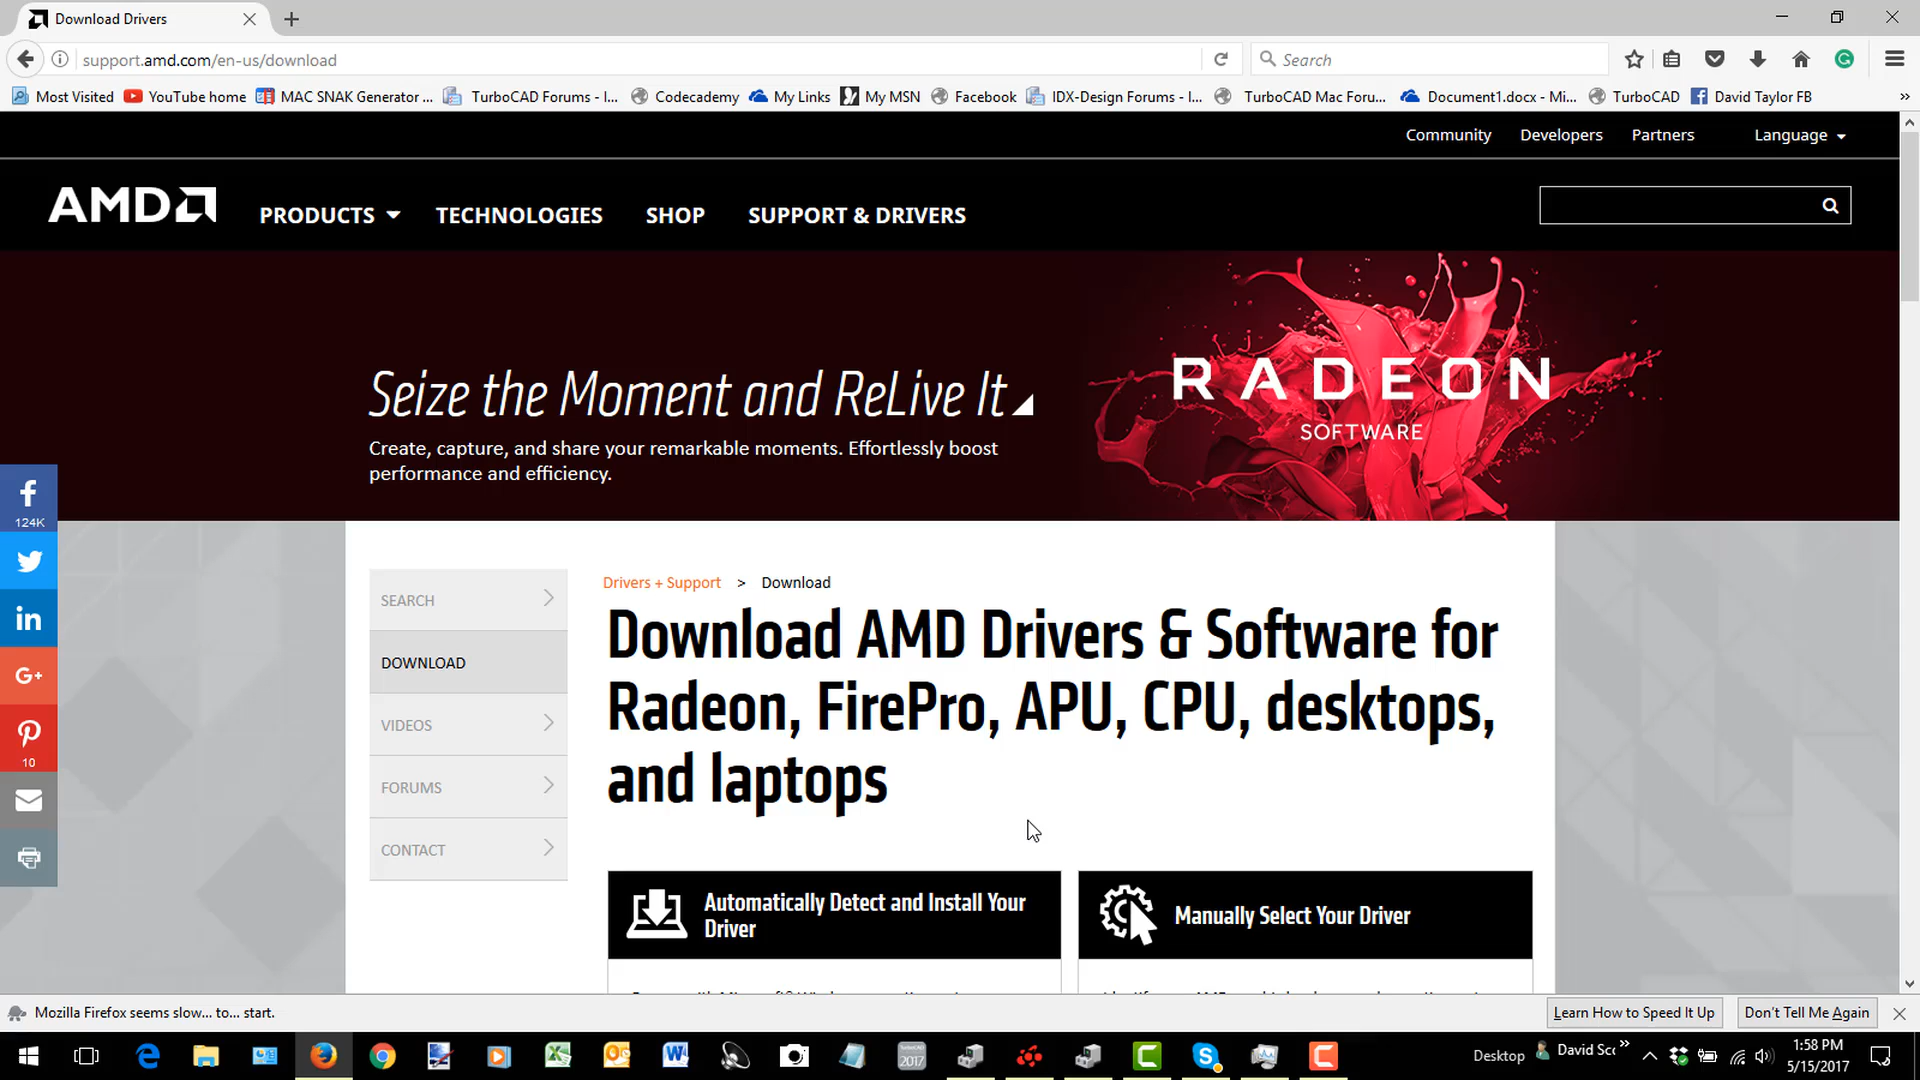 Download Drivers
support.amd.com/en-us/download
Search
Most Visited YouTube home MAC SNAK Generator ... TurboCAD Forums - I... Codecademy My Links My MSN Facebook IDX-Design Forums - I... TurboCAD Mac Foru... Document1.docx - Mi... TurboCAD David Taylor FB »
Community Developers Partners Language
AMD PRODUCTS TECHNOLOGIES SHOP SUPPORT & DRIVERS
Seize the Moment and ReLive It
Create, capture, and share your remarkable moments. Effortlessly boost
performance and efficiency.
RADEON
SOFTWARE
124K
in
G+
10
SEARCH
DOWNLOAD
VIDEOS
FORUMS
CONTACT
Drivers + Support > Download
Download AMD Drivers & Software for
Radeon, FirePro, APU, CPU, desktops,
and laptops
Automatically Detect and Install Your
Driver
Manually Select Your Driver
Mozilla Firefox seems slow... to... start.
Learn How to Speed It Up Don't Tell Me Again
2017
Desktop David Sc »
1:58 PM
5/15/2017